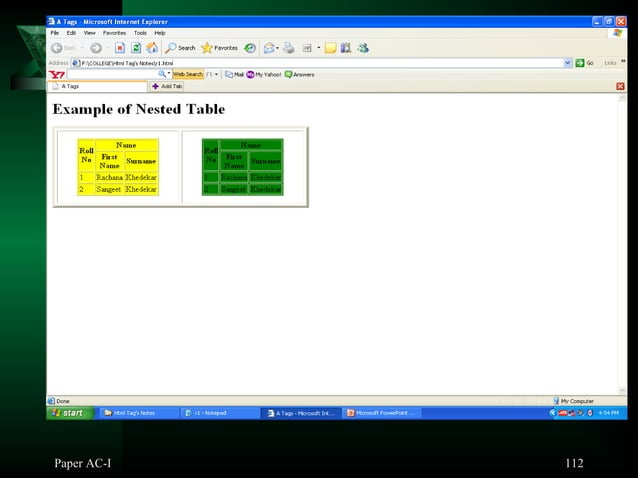 A Tags - Microsoft Internet Explorer
File Edit View Favorites Tools Help
Back Search Favorites
Address F:\COLLEGE\Html Tag's Notes\r1.html Go Links »
Y! Web Search Mail My Yahoo! Answers
A Tags Add Tab
Example of Nested Table
Roll No Name
First Name Surname
1 Rachana Khedekar
2 Sangeet Khedekar
Roll No Name
First Name Surname
1 Rachana Khedekar
2 Sangeet Khedekar
Done My Computer
start Html Tag's Notes r1 - Notepad A Tags - Microsoft Int... Microsoft PowerPoint ... 4:54 PM
Paper AC-I 112